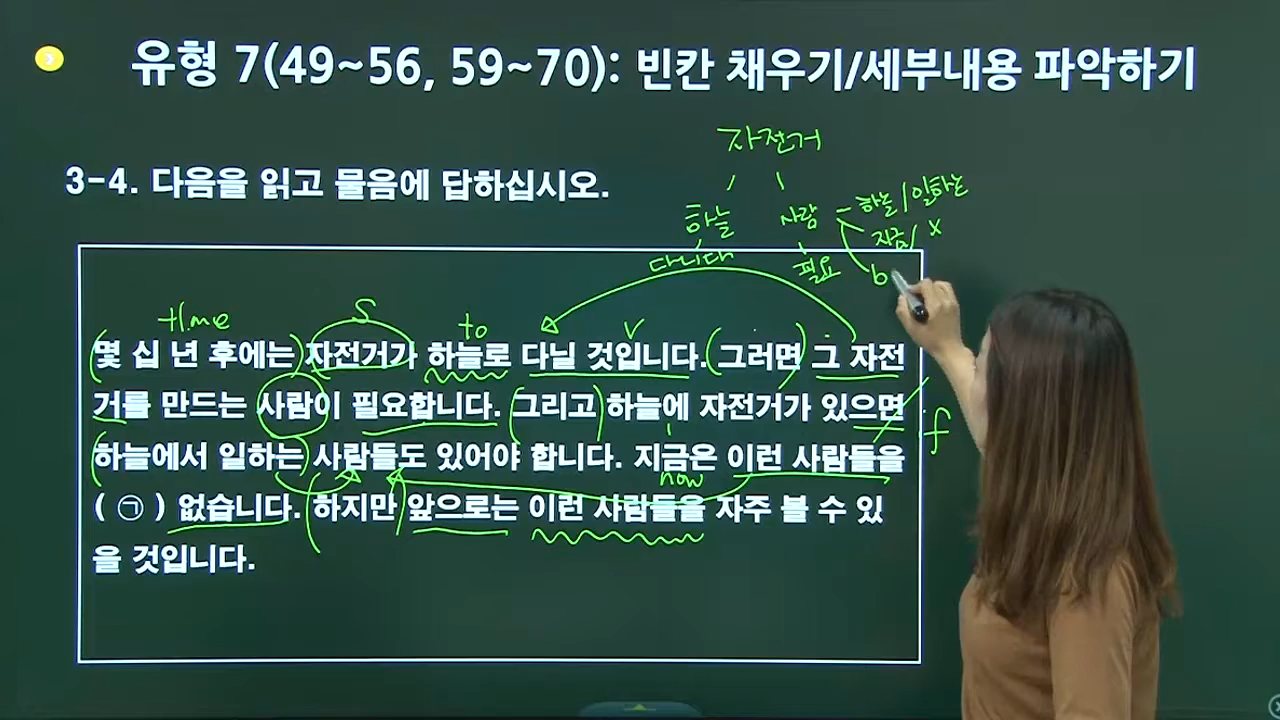 유형 7(49~56, 59~70): 빈칸 채우기/세부내용 파악하기
자전거
3-4. 다음을 읽고 물음에 답하십시오.
하늘 사람 - 하늘/일하는
지금/ x
다니다 필요 b
time S to V
몇 십 년 후에는 자전거가 하늘로 다닐 것입니다. 그러면 그 자전
거를 만드는 사람이 필요합니다. 그리고 하늘에 자전거가 있으면
f
하늘에서 일하는 사람들도 있어야 합니다. 지금은 이런 사람들을
now
( ㉠ ) 없습니다. 하지만 앞으로는 이런 사람들을 자주 볼 수 있
을 것입니다.